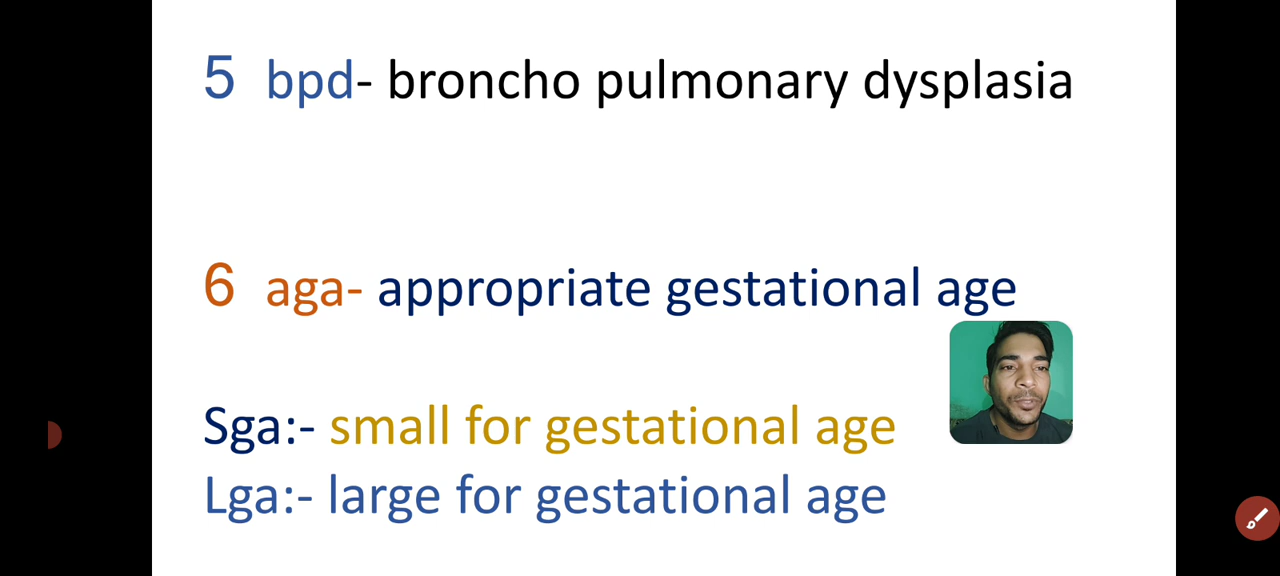 5 bpd- broncho pulmonary dysplasia
6 aga- appropriate gestational age
Sga:- small for gestational age
Lga:- large for gestational age